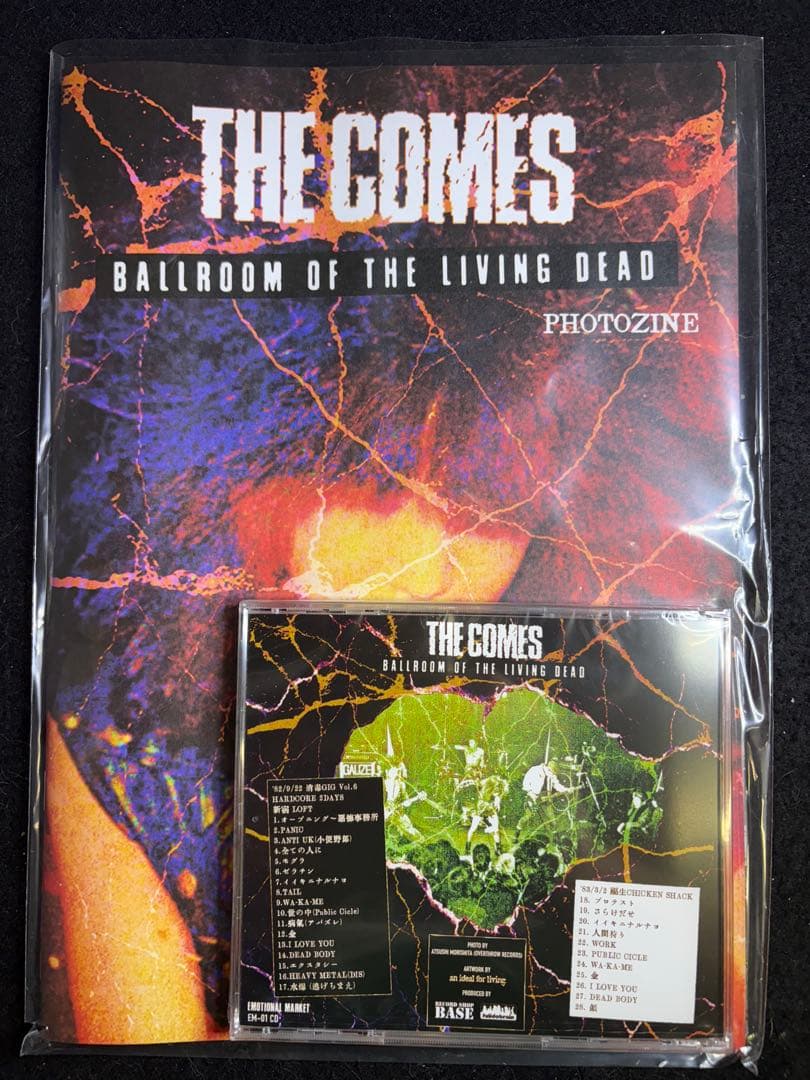 THE COMES
BALLROOM OF THE LIVING DEAD
PHOTOZINE
THE COMES
BALLROOM OF THE LIVING DEAD
GAUZE
'82/9/22 消毒GIG Vol.6
HARDCORE 2DAYS
新宿 LOFT
1.オープニング〜悪徳事務所
2.PANIC
3.ANTI UK(小便野郎)
4.全ての人に
5.モグラ
6.ゼラチン
7.イイキニナルナヨ
8.TAIL
9.WA-KA-ME
10.世の中(Public Cicle)
11.病気(アバズレ)
12.金
13.I LOVE YOU
14.DEAD BODY
15.エクスタシー
16.HEAVY METAL(DIS)
17.水爆 (逃げちまえ)
'83/3/2 福生CHICKEN SHACK
18. プロテスト
19. さらけだせ
20. イイキニナルナヨ
21. 人間狩り
22. WORK
23. PUBLIC CICLE
24. WA-KA-ME
25. 金
26. I LOVE YOU
27. DEAD BODY
28. 顔
PHOTO BY
ATSUSHI MORISHITA (OVERTHROW RECORDS)
ARTWORK BY
an ideal for living
PRODUCED BY
RECORD SHOP
BASE
EMOTIONAL MARKET
EM-01 CD